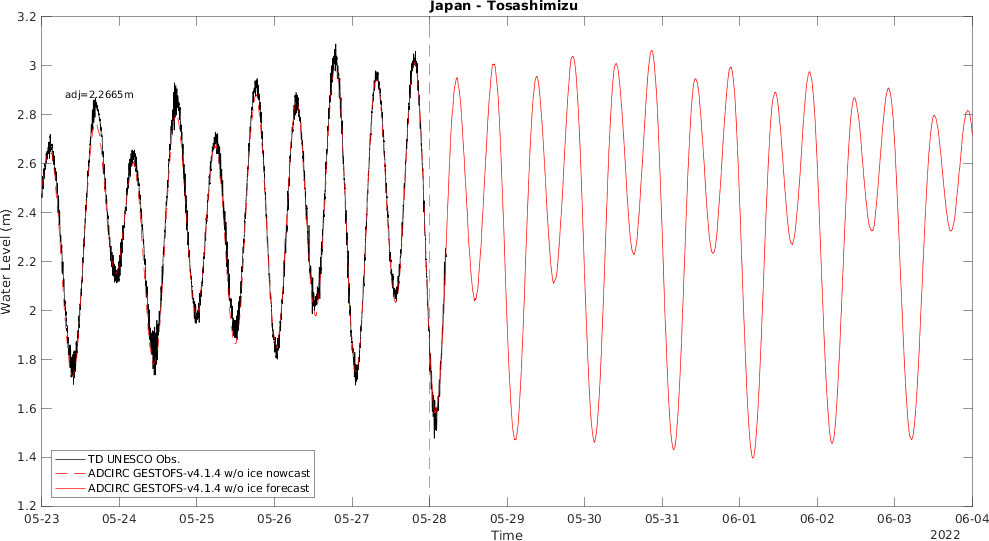 Japan - Tosashimizu
3.2
3
2.8
2.6
2.4
2.2
2
1.8
1.6
1.4
1.2
Water Level (m)
adj=2.2665m
TD UNESCO Obs.
ADCIRC GESTOFS-v4.1.4 w/o ice nowcast
ADCIRC GESTOFS-v4.1.4 w/o ice forecast
05-23 05-24 05-25 05-26 05-27 05-28 05-29 05-30 05-31 06-01 06-02 06-03 06-04
Time
2022